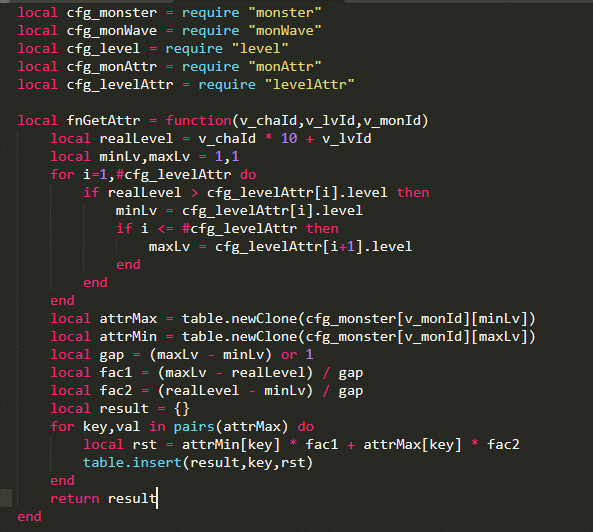 local cfg_monster = require "monster"
local cfg_monWave = require "monWave"
local cfg_level = require "level"
local cfg_monAttr = require "monAttr"
local cfg_levelAttr = require "levelAttr"
local fnGetAttr = function(v_chaId,v_lvId,v_monId)
local realLevel = v_chaId * 10 + v_lvId
local minLv,maxLv = 1,1
for i=1,#cfg_levelAttr do
if realLevel > cfg_levelAttr[i].level then
minLv = cfg_levelAttr[i].level
if i <= #cfg_levelAttr then
maxLv = cfg_levelAttr[i+1].level
end
end
end
local attrMax = table.newClone(cfg_monster[v_monId][minLv])
local attrMin = table.newClone(cfg_monster[v_monId][maxLv])
local gap = (maxLv - minLv) or 1
local fac1 = (maxLv - realLevel) / gap
local fac2 = (realLevel - minLv) / gap
local result = {}
for key,val in pairs(attrMax) do
local rst = attrMin[key] * fac1 + attrMax[key] * fac2
table.insert(result,key,rst)
end
return result
end